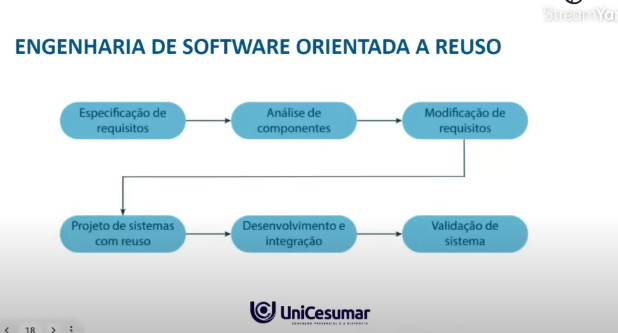 StreamYar
ENGENHARIA DE SOFTWARE ORIENTADA A REUSO
Especificação de
requisitos
Análise de
componentes
Modificação de
requisitos
Projeto de sistemas
com reuso
Desenvolvimento e
integração
Validação de
sistema
UniCesumar
EDUCAÇÃO PRESENCIAL E A DISTÂNCIA
18